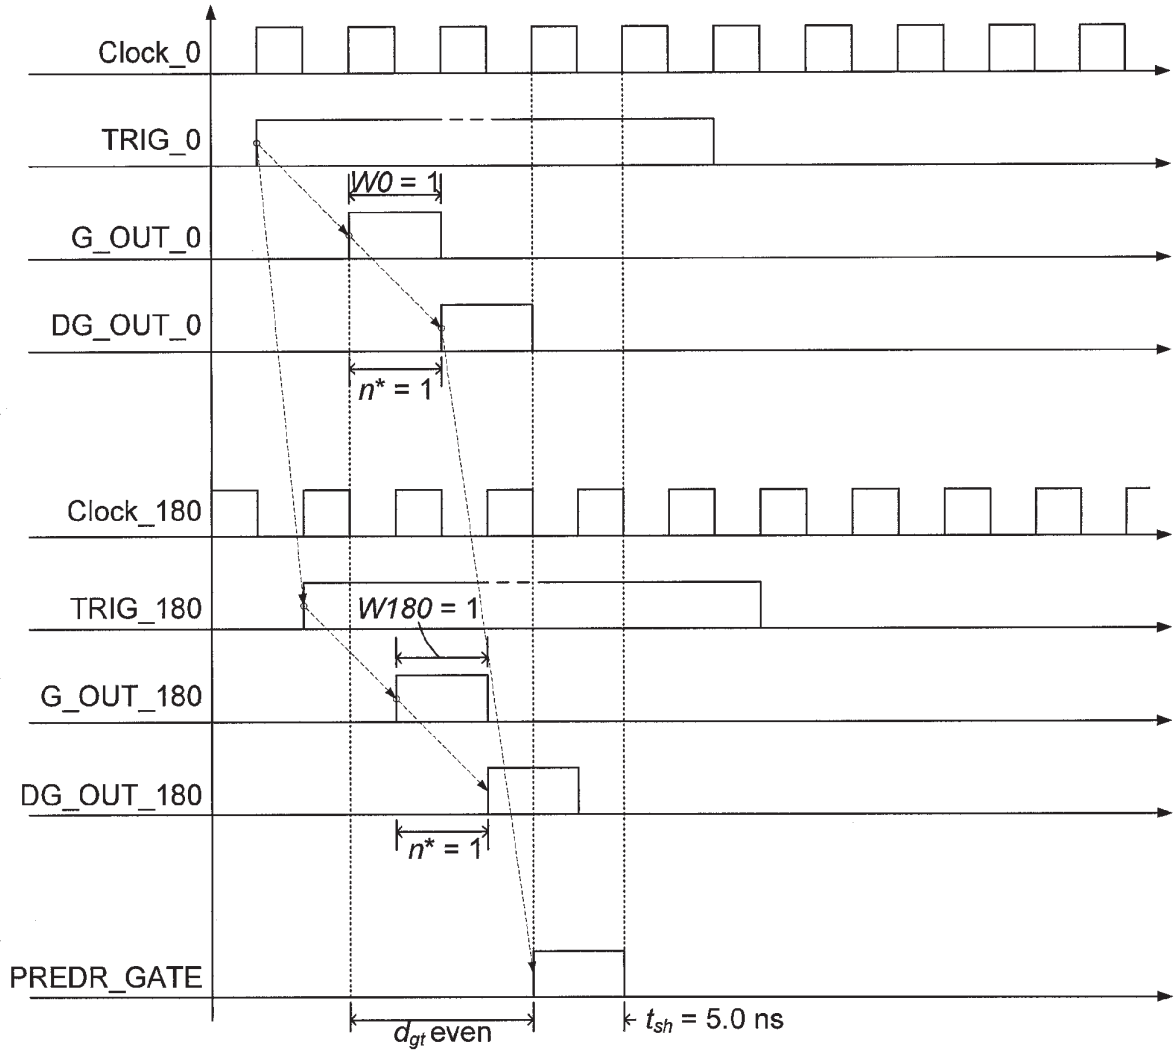 Clock_0
TRIG_0
W0 = 1
G_OUT_0
DG_OUT_0
n* = 1
Clock_180
TRIG_180
W180 = 1
G_OUT_180
DG_OUT_180
n* = 1
PREDR_GATE
d_gt even
t_sh = 5.0 ns